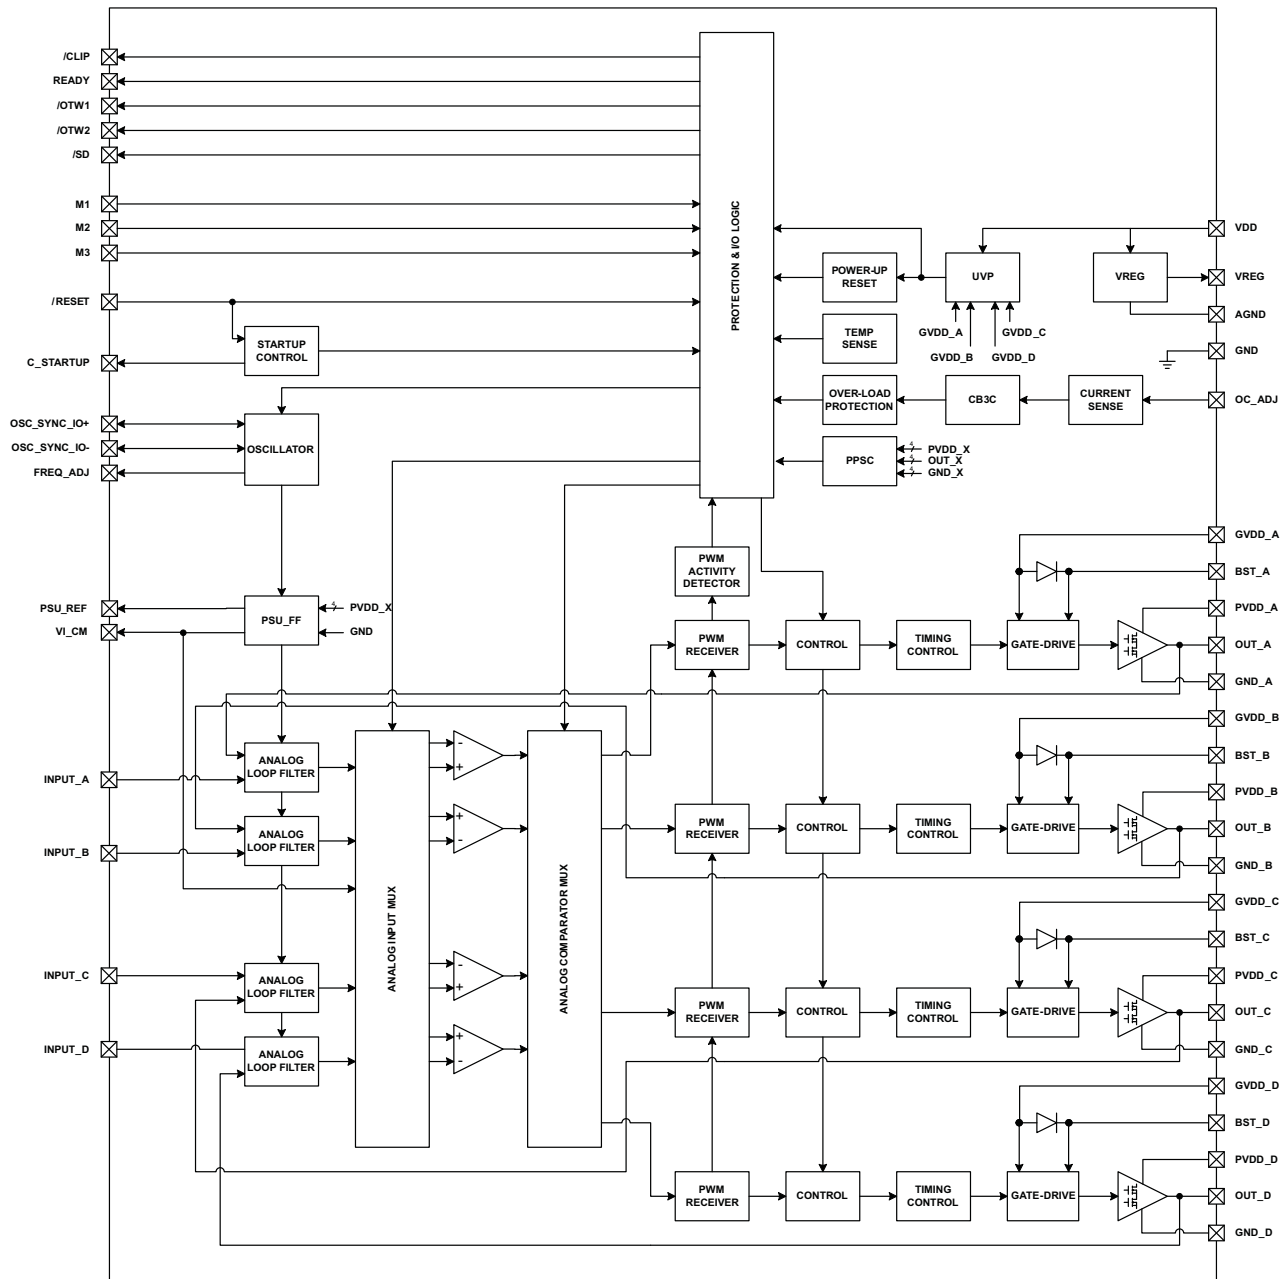 /CLIP
READY
/OTW1
/OTW2
/SD
M1
M2
M3
/RESET
C_STARTUP
OSC_SYNC_IO+
OSC_SYNC_IO-
FREQ_ADJ
PSU_REF
VI_CM
INPUT_A
INPUT_B
INPUT_C
INPUT_D
STARTUP
CONTROL
OSCILLATOR
PSU_FF
4
PVDD_X
GND
ANALOG
LOOP FILTER
ANALOG
LOOP FILTER
ANALOG
LOOP FILTER
ANALOG
LOOP FILTER
ANALOG INPUT MUX
-
+
+
-
-
+
+
-
ANALOG COMPARATOR MUX
PROTECTION & I/O LOGIC
POWER-UP
RESET
UVP
VREG
GVDD_A
GVDD_C
GVDD_B
GVDD_D
TEMP
SENSE
OVER-LOAD
PROTECTION
CB3C
CURRENT
SENSE
PPSC
4
PVDD_X
4
OUT_X
4
GND_X
PWM
ACTIVITY
DETECTOR
PWM
RECEIVER
CONTROL
TIMING
CONTROL
GATE-DRIVE
PWM
RECEIVER
CONTROL
TIMING
CONTROL
GATE-DRIVE
PWM
RECEIVER
CONTROL
TIMING
CONTROL
GATE-DRIVE
PWM
RECEIVER
CONTROL
TIMING
CONTROL
GATE-DRIVE
VDD
VREG
AGND
GND
OC_ADJ
GVDD_A
BST_A
PVDD_A
OUT_A
GND_A
GVDD_B
BST_B
PVDD_B
OUT_B
GND_B
GVDD_C
BST_C
PVDD_C
OUT_C
GND_C
GVDD_D
BST_D
PVDD_D
OUT_D
GND_D